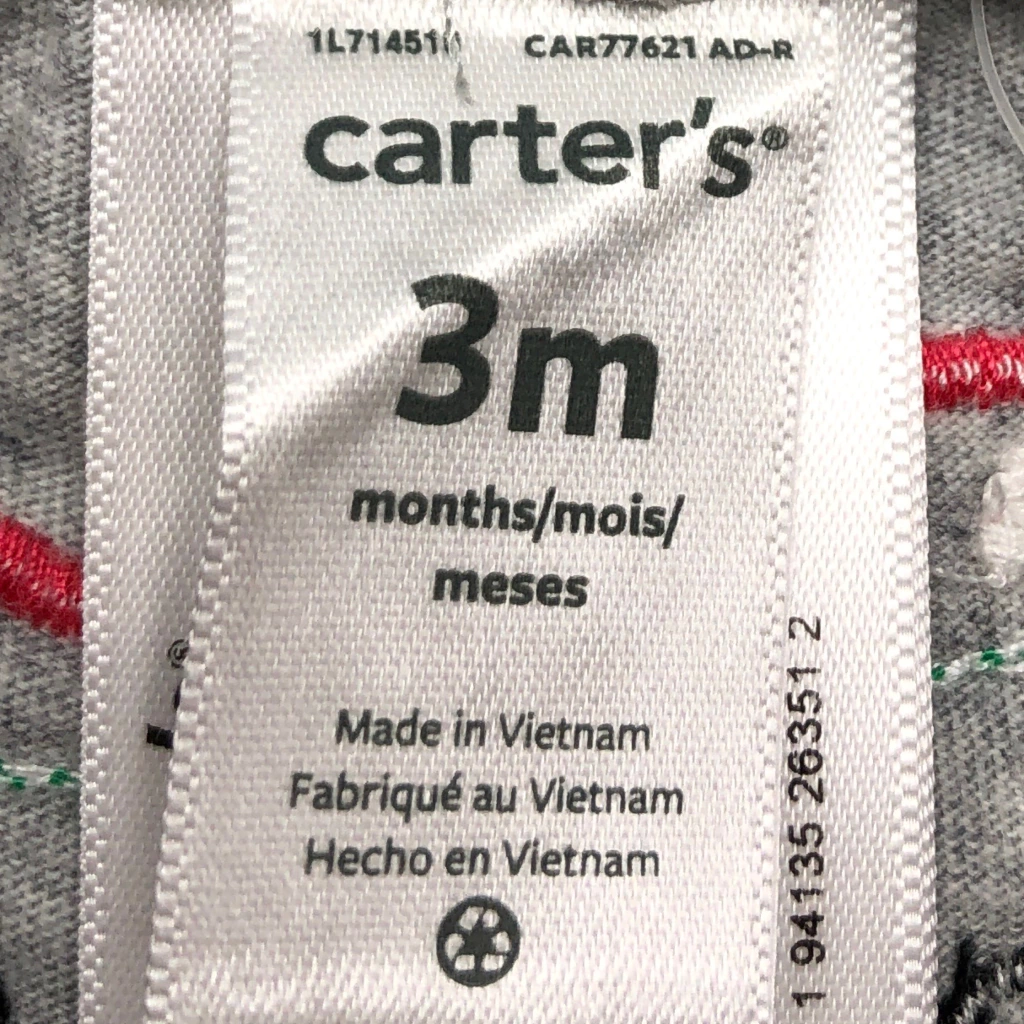 1L71451
CAR77621 AD-R
carter's®
3m
months/mois/
meses
Made in Vietnam
Fabriqué au Vietnam
Hecho en Vietnam
1 94135 26351 2